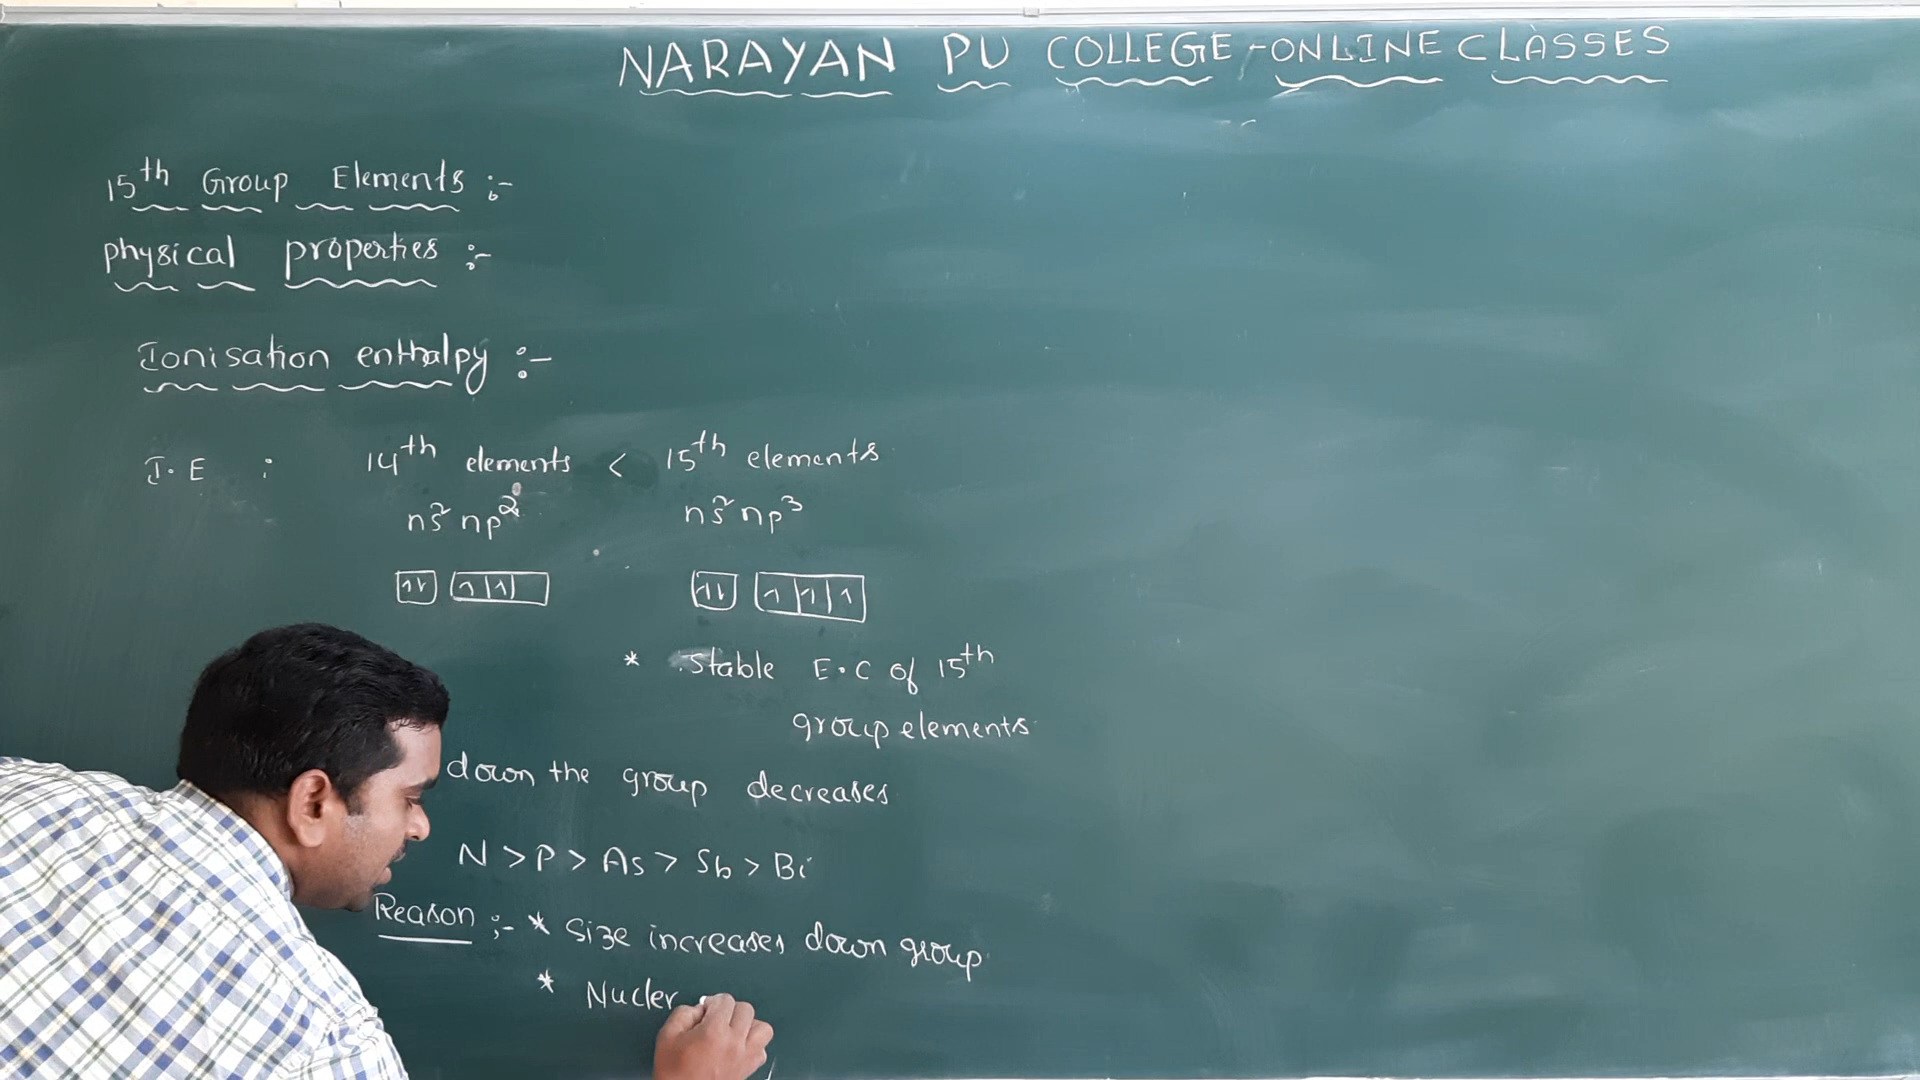 NARAYAN PU COLLEGE - ONLINE CLASSES
15th Group Elements :-
physical properties :-
Ionisation enthalpy :-
I.E : 14th elements < 15th elements
ns² np² ns² np³
↑↓ ↑ ↑ ↑↓ ↑ ↑ ↑
* Stable E.C of 15th
group elements
down the group decreases
N > P > As > Sb > Bi
Reason :- * Size increases down group
* Nucler